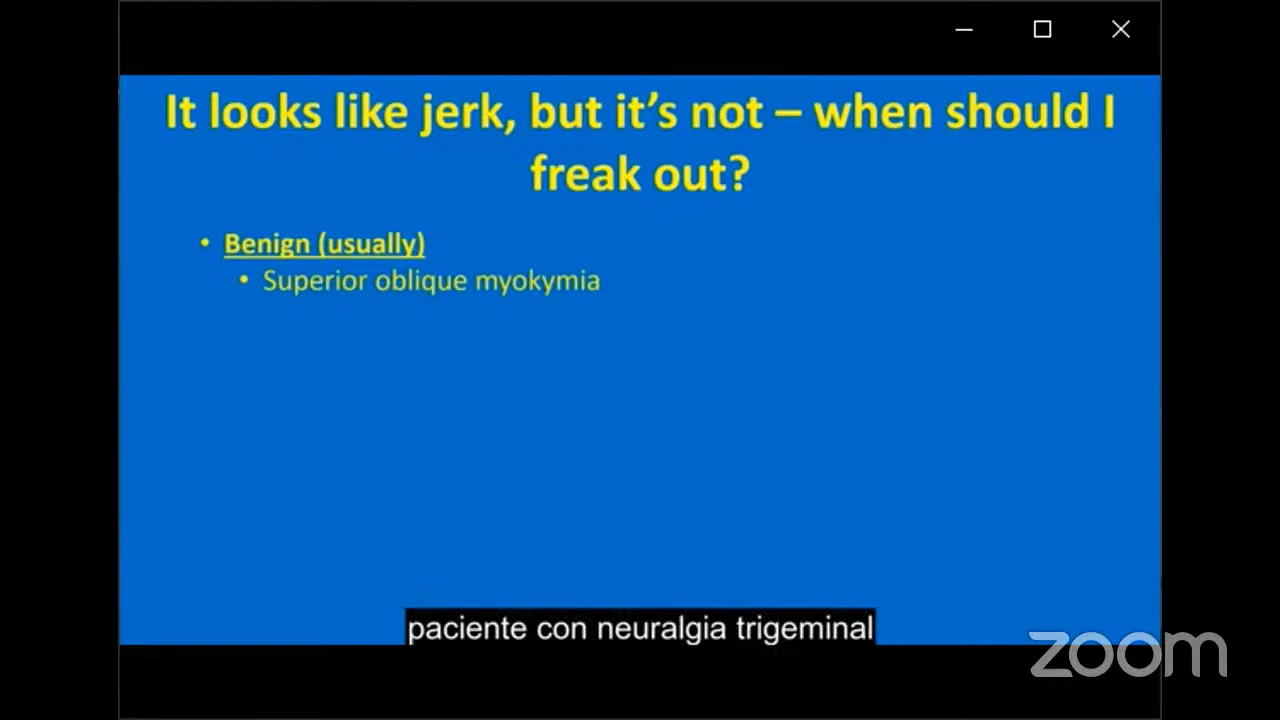 It looks like jerk, but it’s not – when should I
freak out?
• Benign (usually)
• Superior oblique myokymia
paciente con neuralgia trigeminal
zoom